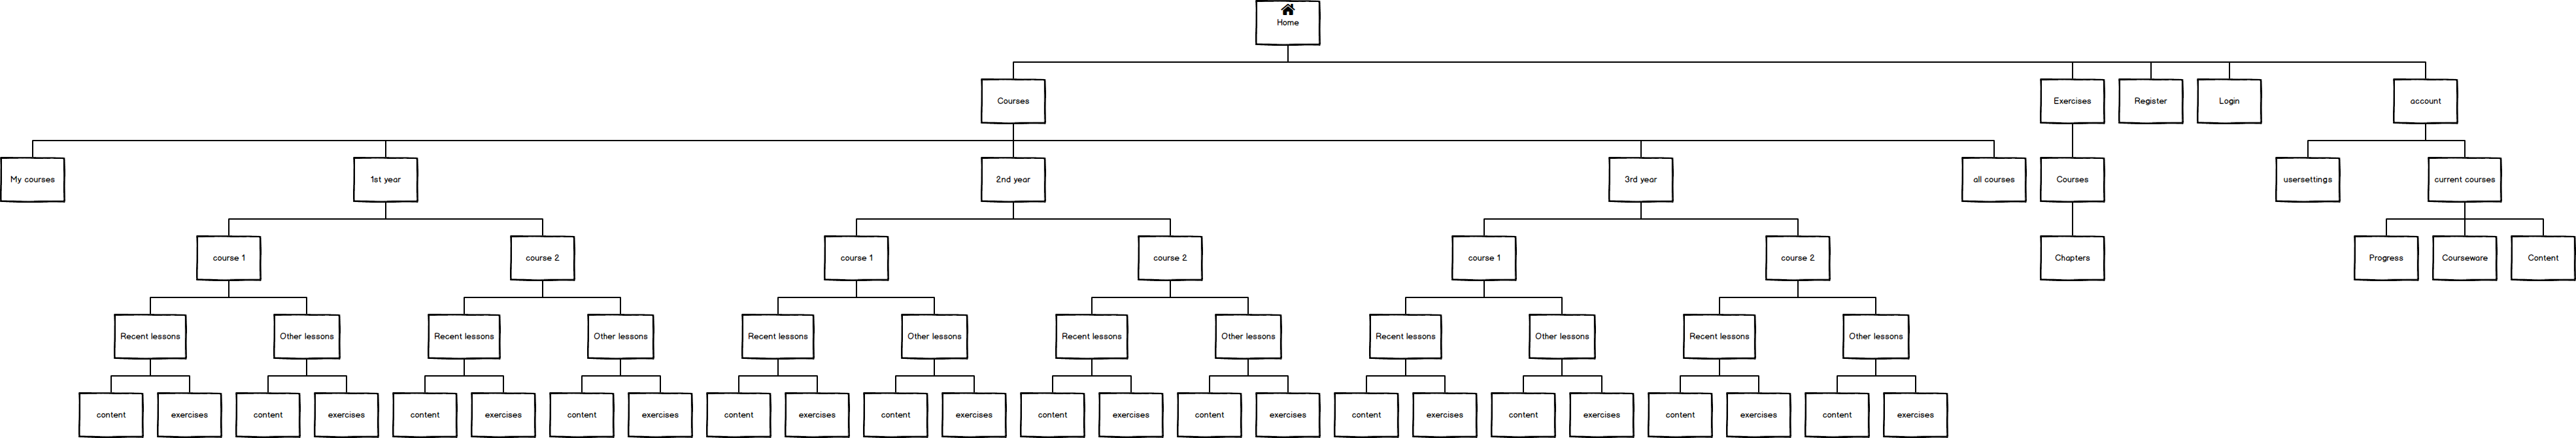 Home
Courses
Exercises
Register
Login
account
My courses
1st year
2nd year
3rd year
all courses
Courses
usersettings
current courses
course 1
course 2
course 1
course 2
course 1
course 2
Chapters
Progress
Courseware
Content
Recent lessons
Other lessons
Recent lessons
Other lessons
Recent lessons
Other lessons
Recent lessons
Other lessons
Recent lessons
Other lessons
Recent lessons
Other lessons
content
exercises
content
exercises
content
exercises
content
exercises
content
exercises
content
exercises
content
exercises
content
exercises
content
exercises
content
exercises
content
exercises
content
exercises